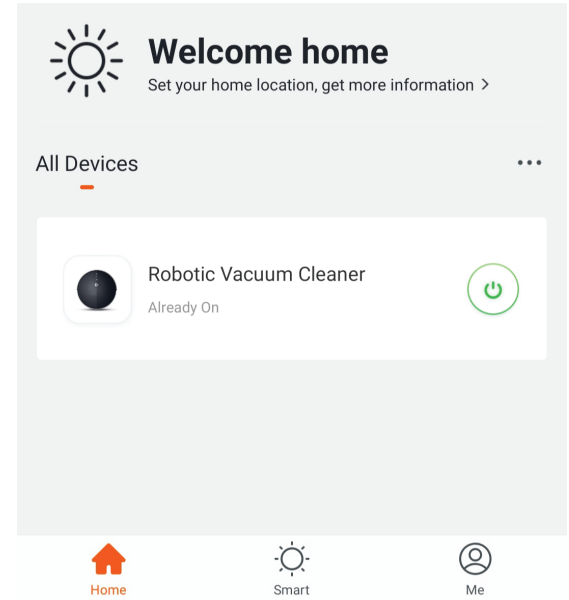 Welcome home
Set your home location, get more information >
All Devices
Robotic Vacuum Cleaner
Already On
Home
Smart
Me